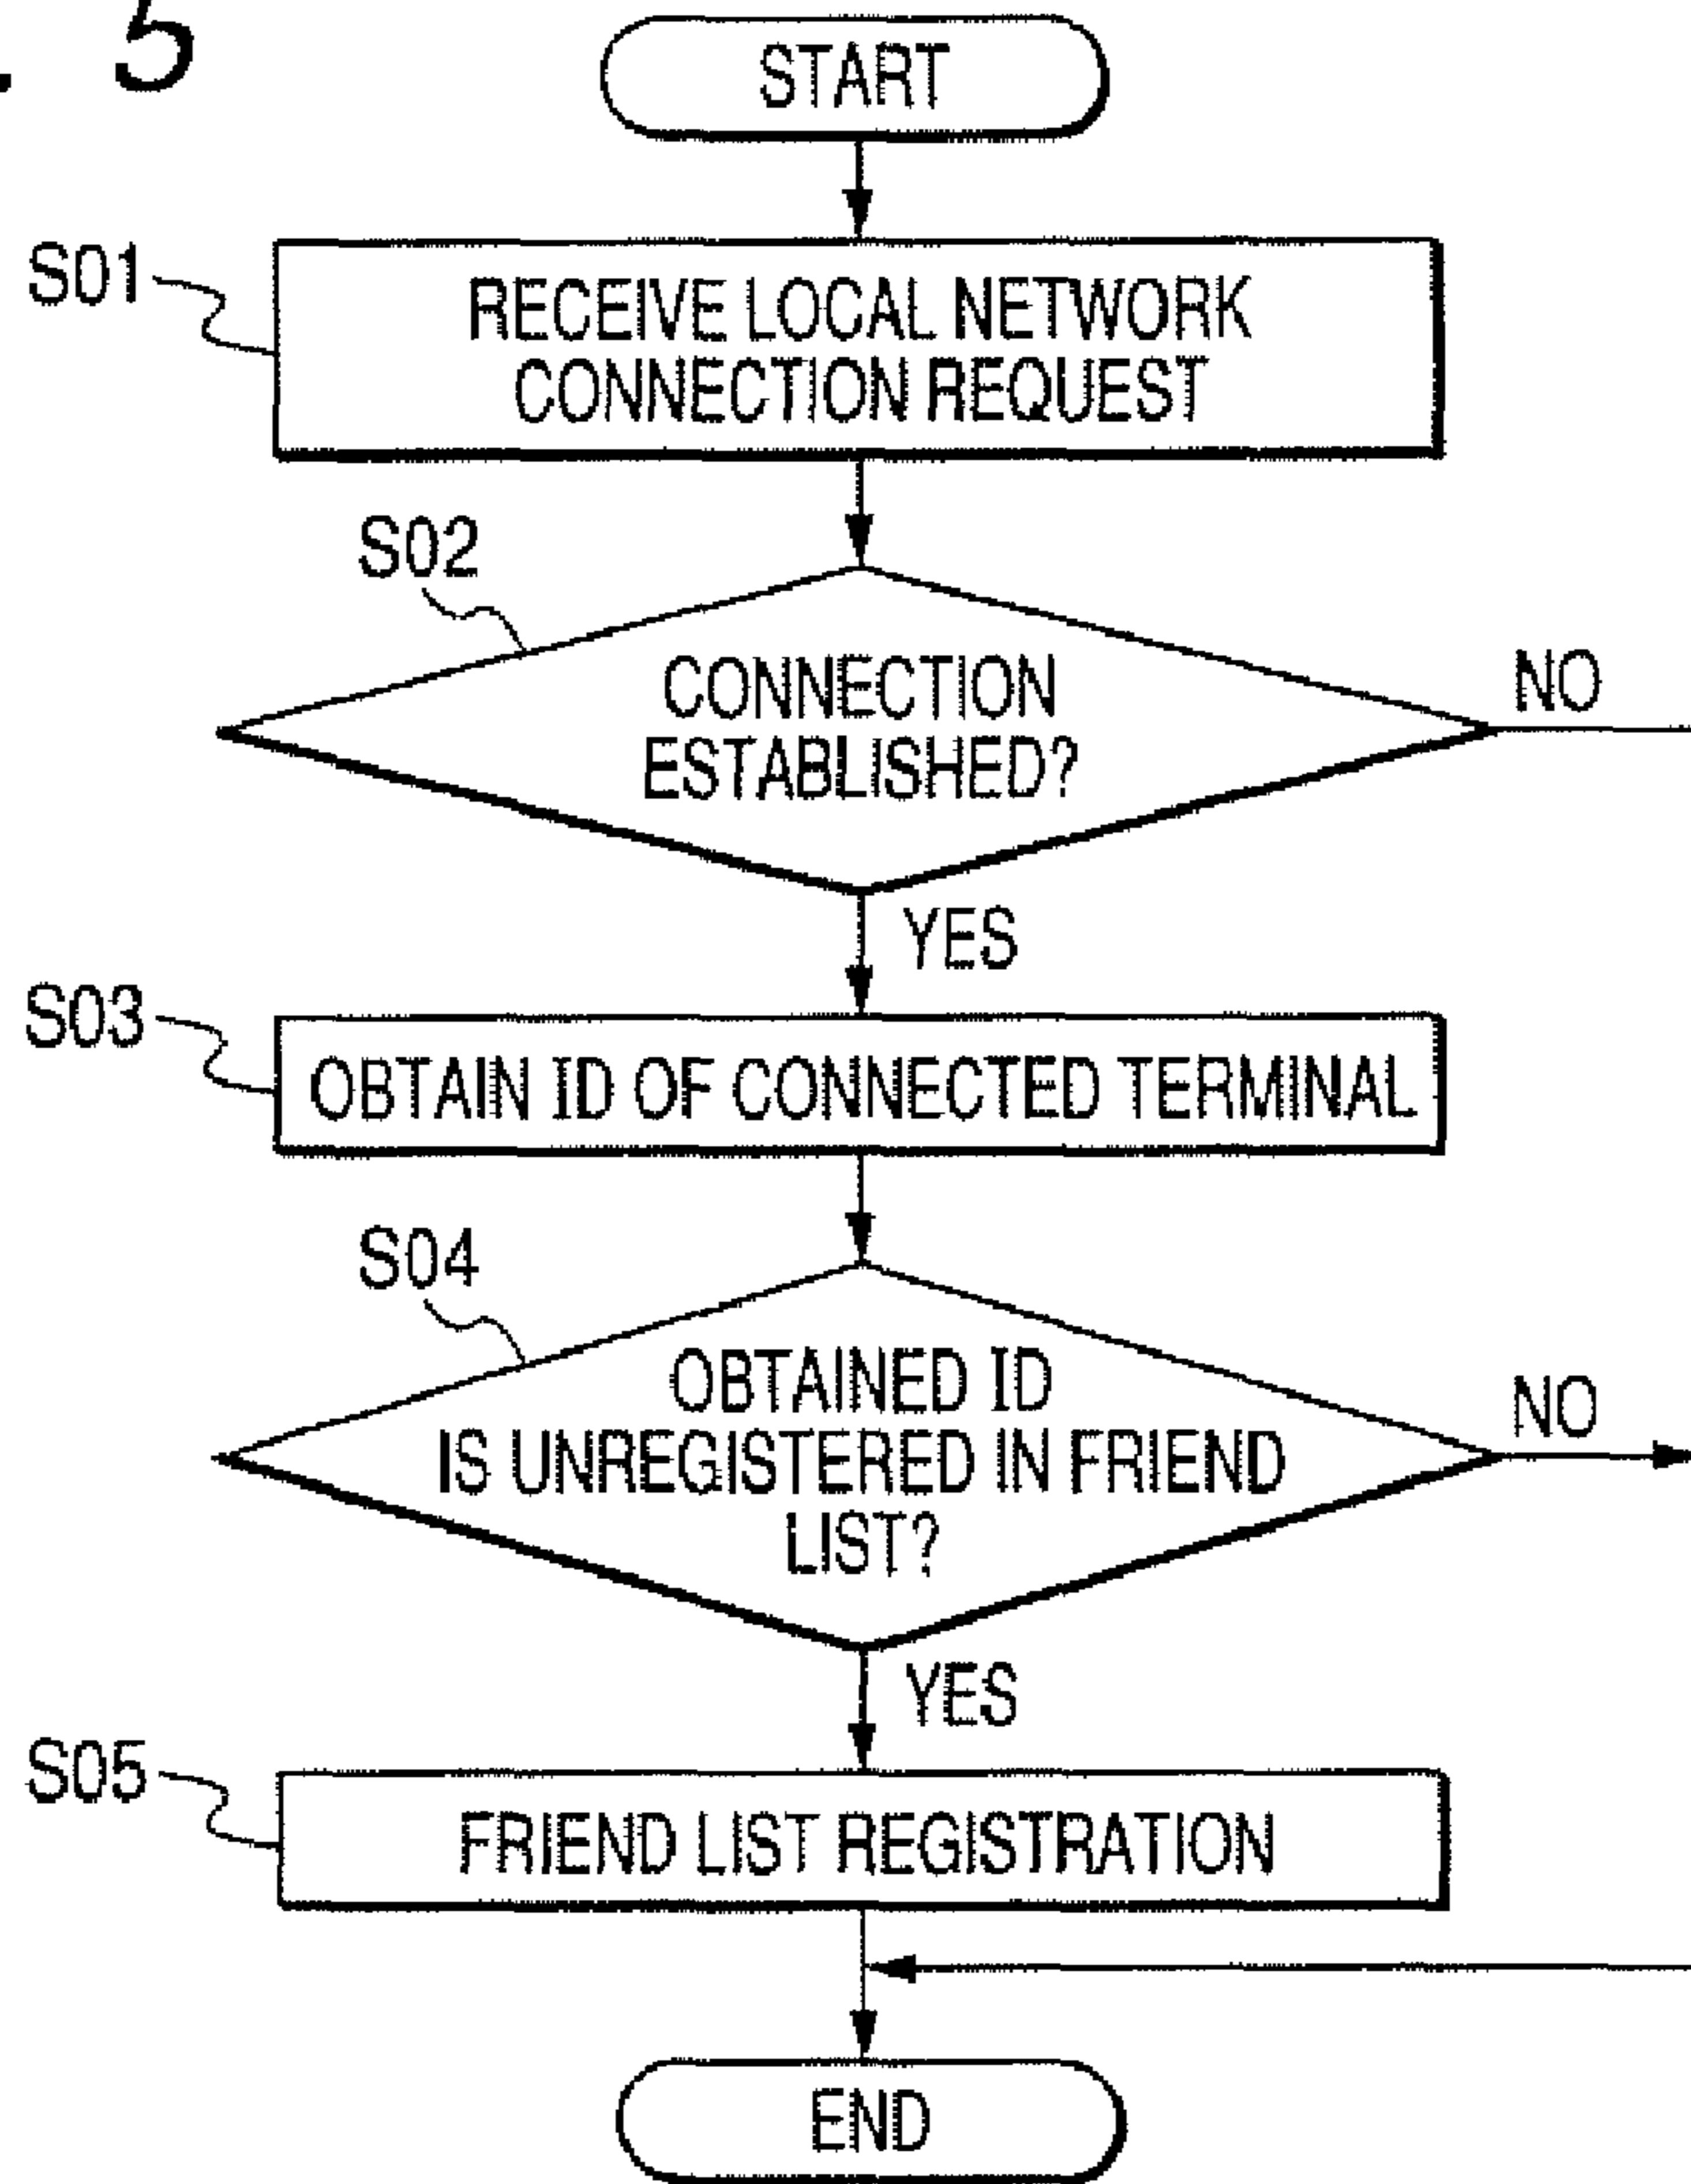 . 5
START
S01
RECEIVE LOCAL NETWORK
CONNECTION REQUEST
S02
CONNECTION
ESTABLISHED?
NO
YES
S03
OBTAIN ID OF CONNECTED TERMINAL
S04
OBTAINED ID
IS UNREGISTERED IN FRIEND
LIST?
NO
YES
S05
FRIEND LIST REGISTRATION
END